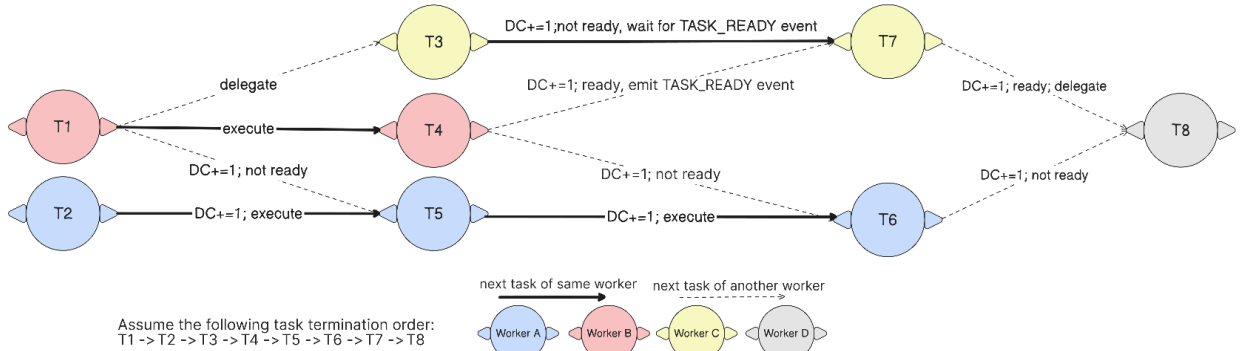 DC+=1;not ready, wait for TASK_READY event
T3
T7
DC+=1; ready, emit TASK_READY event
DC+=1; ready; delegate
delegate
T1
execute
T4
T8
DC+=1; not ready
DC+=1; not ready
DC+=1; not ready
T2
DC+=1; execute
T5
DC+=1; execute
T6
next task of same worker
next task of another worker
Assume the following task termination order:
T1 -> T2 -> T3 -> T4 -> T5 -> T6 -> T7 -> T8
Worker A
Worker B
Worker C
Worker D